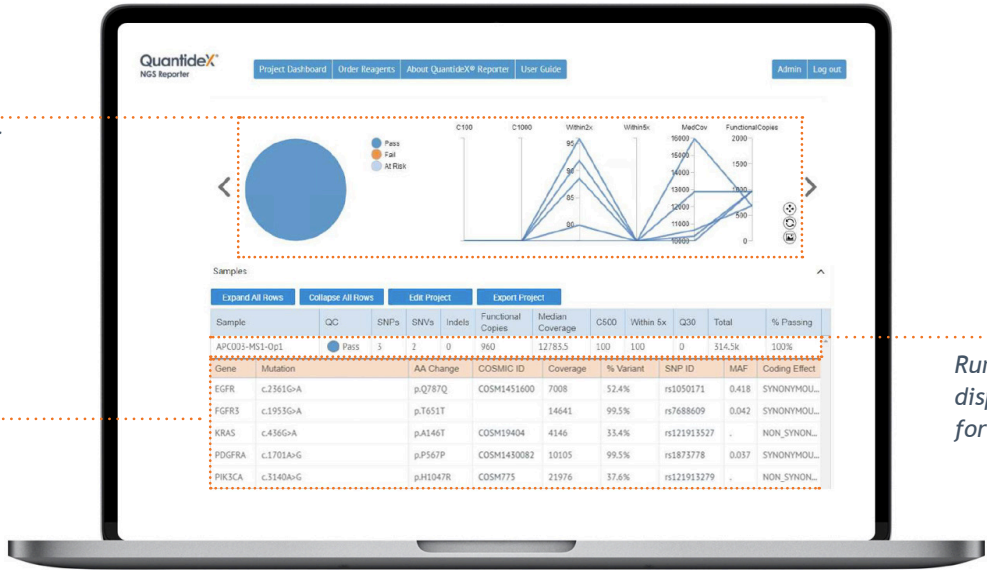 QuantideX®
NGS Reporter
Project Dashboard Order Reagents About QuantideX® Reporter User Guide Admin Log out
Pass
Fail
At Risk
C100 C1000 Within2x Within5x MedCov FunctionalCopies
95 90 85 80
16000 15000 14000 13000 12000 11000 10000
2000 1500 1000 500 0
Samples
Expand All Rows Collapse All Rows Edit Project Export Project
Sample QC SNPs SNVs Indels Functional Copies Median Coverage C500 Within 5x Q30 Total % Passing
APC003-MS1-Op1 Pass 3 2 0 960 12783.5 100 100 0 314.5k 100%
Gene Mutation AA Change COSMIC ID Coverage % Variant SNP ID MAF Coding Effect
EGFR c.2361G>A p.Q787Q COSM1451600 7008 52.4% rs1050171 0.418 SYNONYMOU...
FGFR3 c.1953G>A p.T651T 14641 99.5% rs7688609 0.042 SYNONYMOU...
KRAS c.436G>A p.A146T COSM19404 4146 33.4% rs121913527 . NON_SYNON...
PDGFRA c.1701A>G p.P567P COSM1430082 10105 99.5% rs1873778 0.037 SYNONYMOU...
PIK3CA c.3140A>G p.H1047R COSM775 21976 37.6% rs121913279 . NON_SYNON...
for